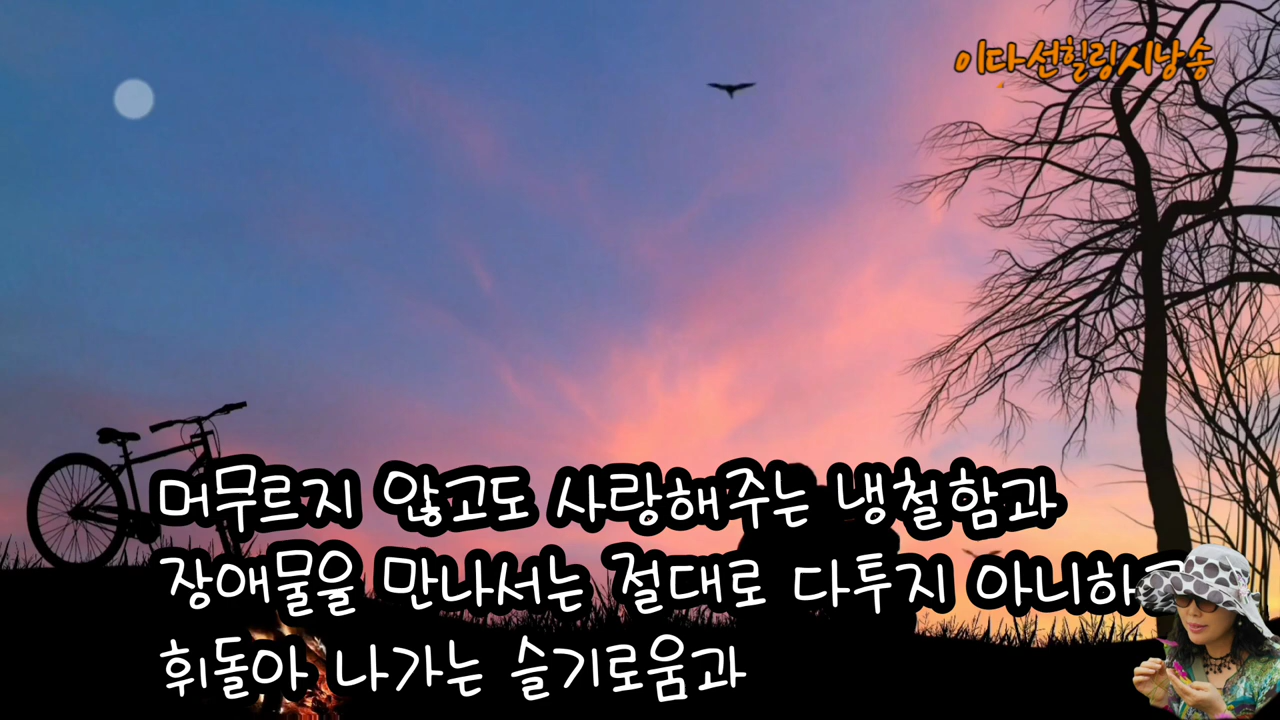 이다선힐링시낭송
머무르지 않고도 사랑해주는 냉철함과
장애물을 만나서는 절대로 다투지 아니하고
휘돌아 나가는 슬기로움과